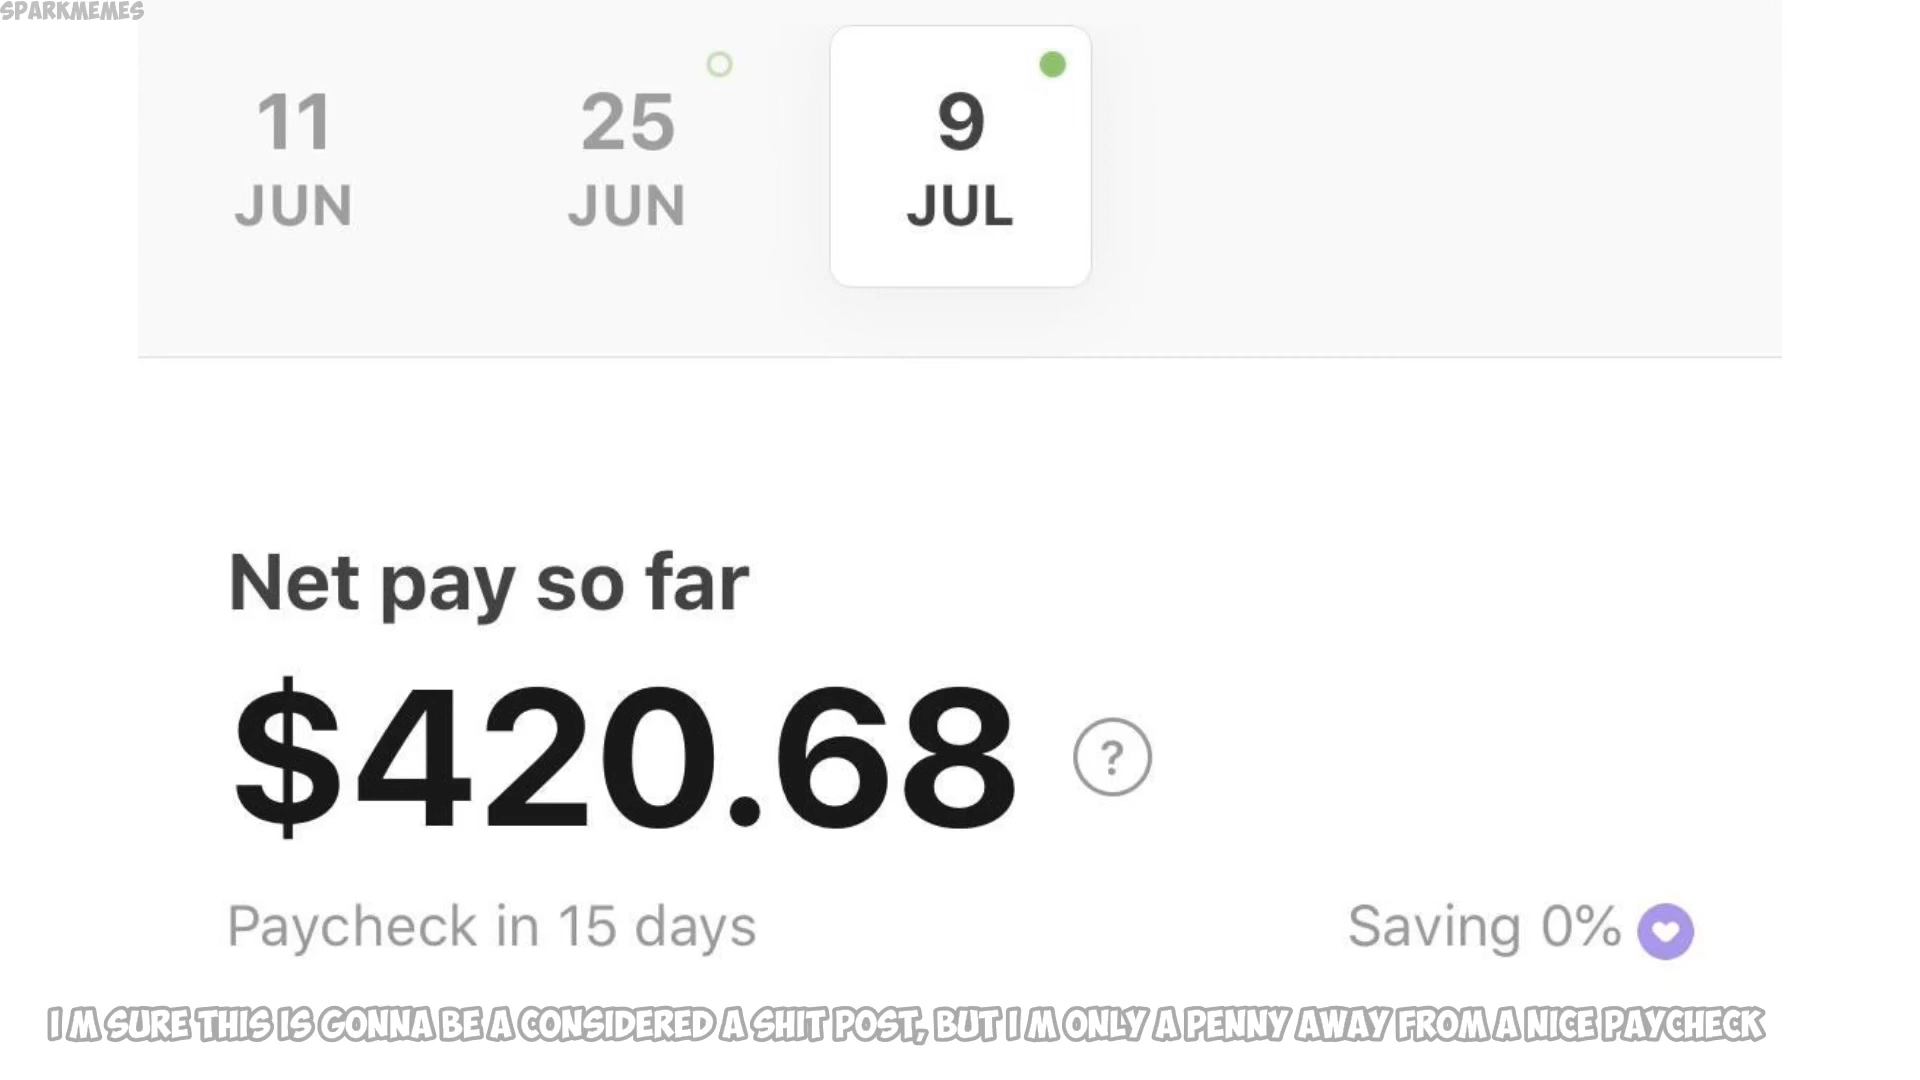 SPARKMEMES
11 25 9
JUN JUN JUL
Net pay so far
$420.68 ?
Paycheck in 15 days Saving 0%
I M SURE THIS IS GONNA BE A CONSIDERED A SHIT POST, BUT I M ONLY A PENNY AWAY FROM A NICE PAYCHECK